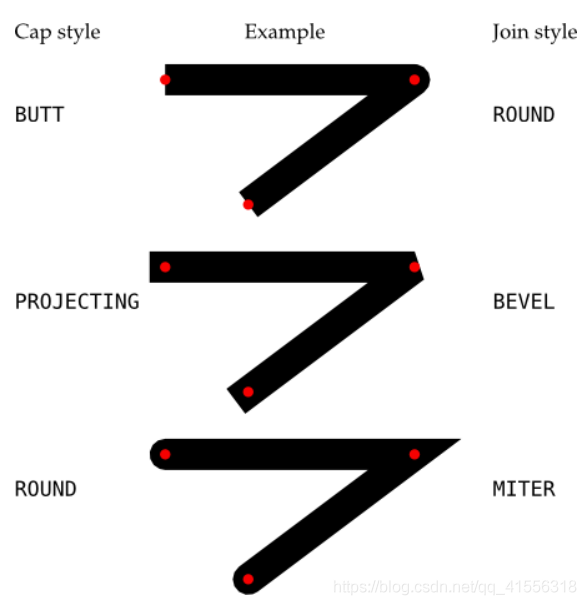 Cap style Example Join style
BUTT ROUND
PROJECTING BEVEL
ROUND MITER
https://blog.csdn.net/qq_41556318